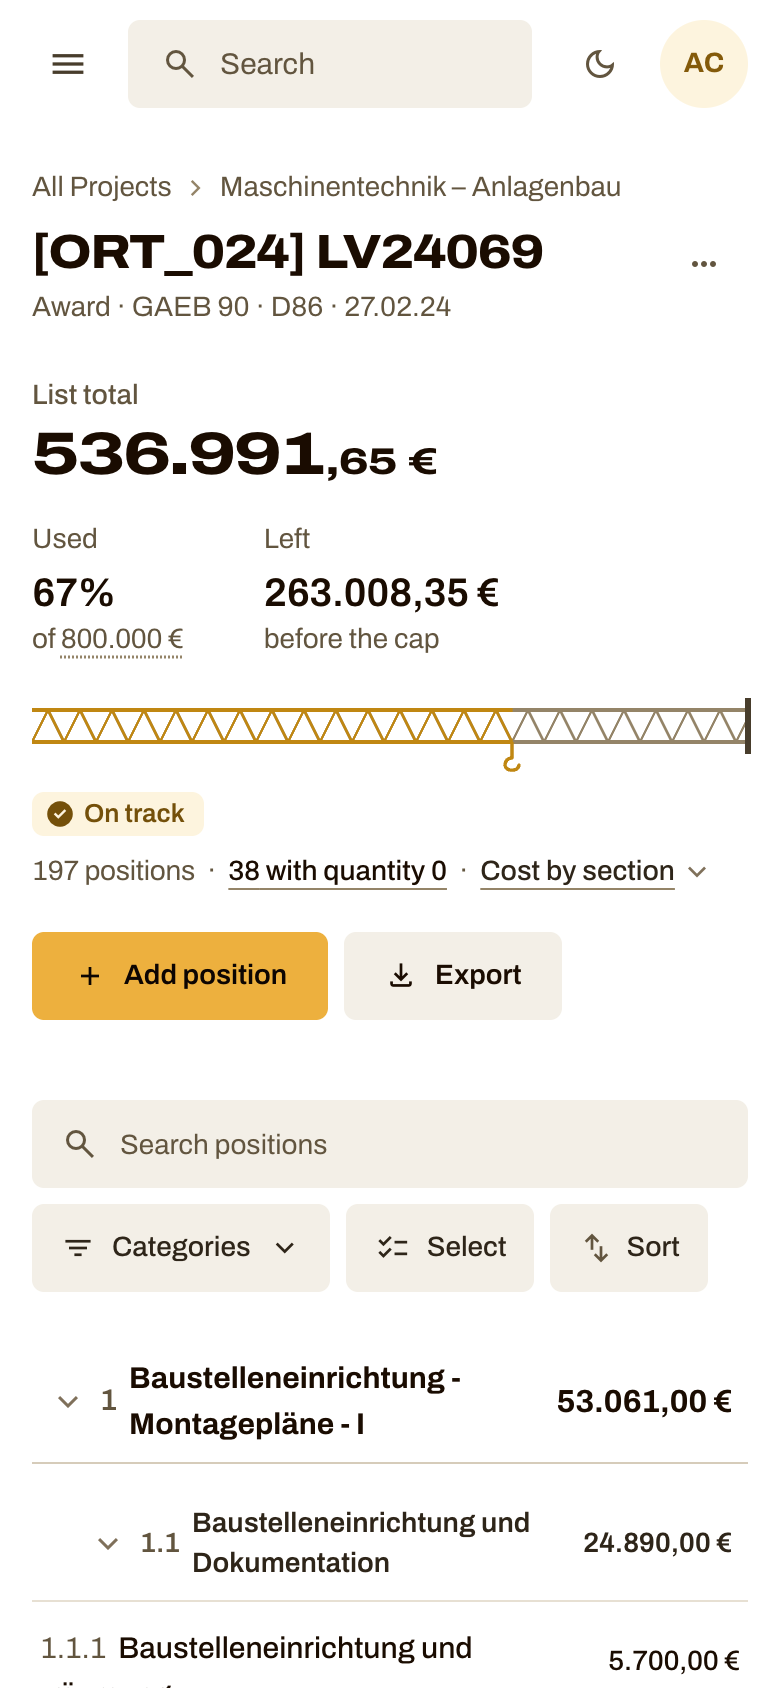 Search
AC
All Projects > Maschinentechnik – Anlagenbau
[ORT_024] LV24069
Award · GAEB 90 · D86 · 27.02.24
List total
536.991,65 €
Used
Left
67%
263.008,35 €
of 800.000 €
before the cap
On track
197 positions · 38 with quantity 0 · Cost by section
+ Add position
Export
Search positions
Categories
Select
Sort
1 Baustelleneinrichtung -
Montagepläne - I
53.061,00 €
1.1 Baustelleneinrichtung und
Dokumentation
24.890,00 €
1.1.1 Baustelleneinrichtung und
5.700,00 €